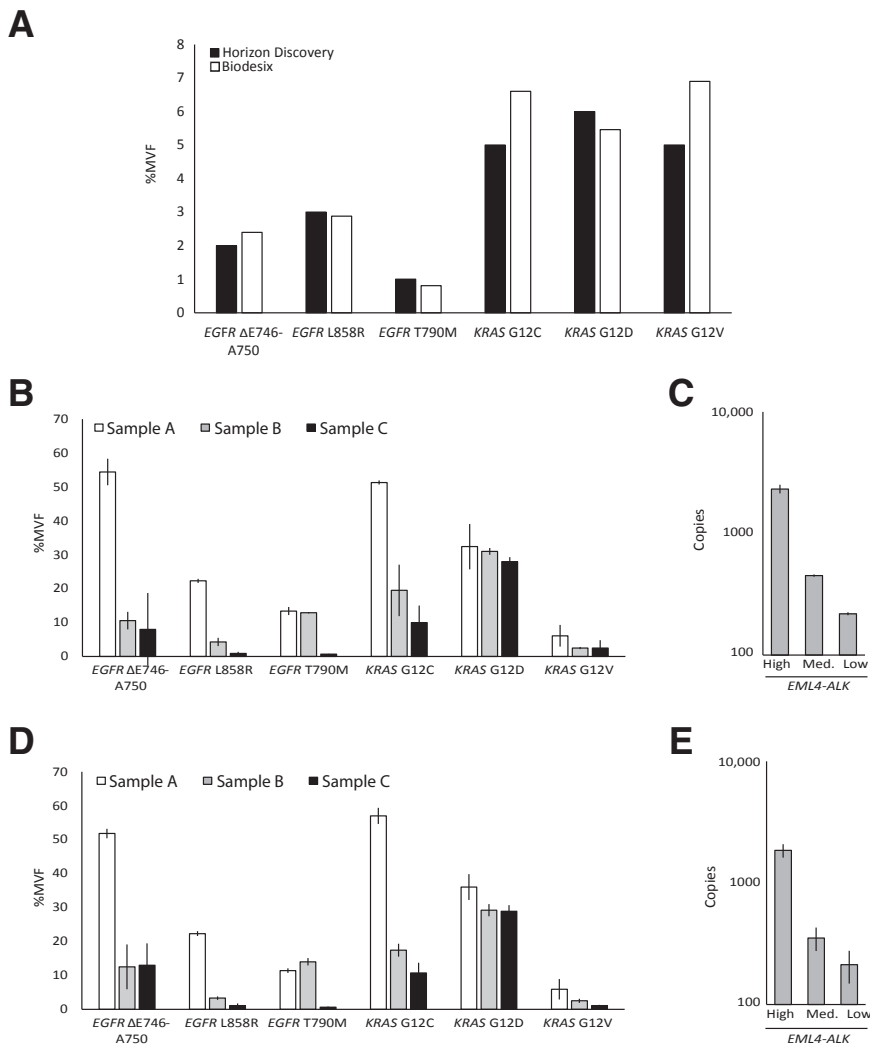 A
8
7
6
5
4
3
2
1
0
%MVF
Horizon Discovery
Biodesix
EGFR ΔE746-
A750
EGFR L858R
EGFR T790M
KRAS G12C
KRAS G12D
KRAS G12V
B
70
60
50
40
30
20
10
0
%MVF
Sample A
Sample B
Sample C
EGFR ΔE746-
A750
EGFR L858R
EGFR T790M
KRAS G12C
KRAS G12D
KRAS G12V
C
10,000
1000
100
Copies
High
Med.
Low
EML4-ALK
D
70
60
50
40
30
20
10
0
%MVF
Sample A
Sample B
Sample C
EGFR ΔE746-
A750
EGFR L858R
EGFR T790M
KRAS G12C
KRAS G12D
KRAS G12V
E
10,000
1000
100
Copies
High
Med.
Low
EML4-ALK